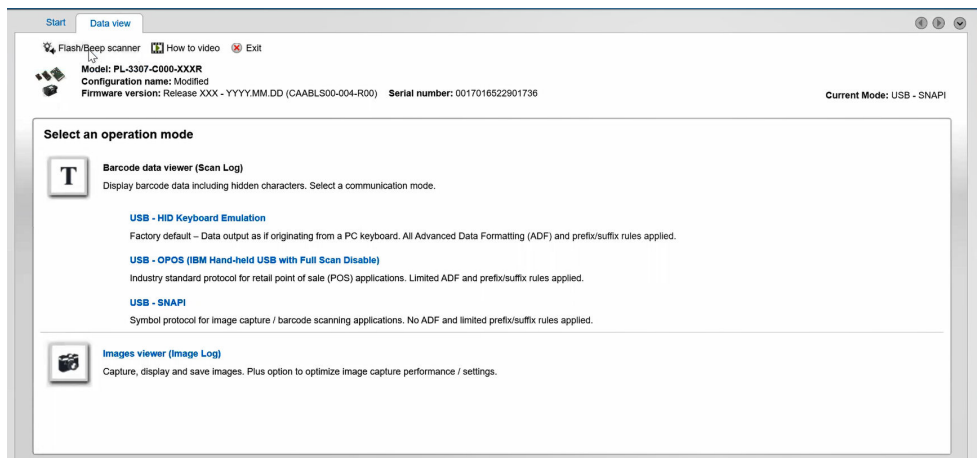 Start Data view
Flash/Beep scanner How to video Exit
Model: PL-3307-C000-XXXR
Configuration name: Modified
Firmware version: Release XXX - YYYY.MM.DD (CAABLS00-004-R00) Serial number: 0017016522901736
Current Mode: USB - SNAPI
Select an operation mode
T
Barcode data viewer (Scan Log)
Display barcode data including hidden characters. Select a communication mode.
USB - HID Keyboard Emulation
Factory default – Data output as if originating from a PC keyboard. All Advanced Data Formatting (ADF) and prefix/suffix rules applied.
USB - OPOS (IBM Hand-held USB with Full Scan Disable)
Industry standard protocol for retail point of sale (POS) applications. Limited ADF and prefix/suffix rules applied.
USB - SNAPI
Symbol protocol for image capture / barcode scanning applications. No ADF and limited prefix/suffix rules applied.
Images viewer (Image Log)
Capture, display and save images. Plus option to optimize image capture performance / settings.